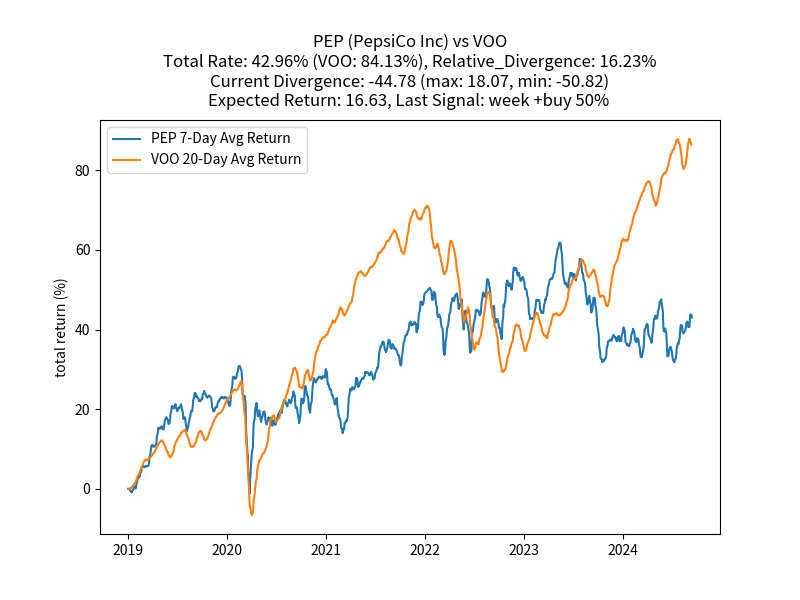 PEP (PepsiCo Inc) vs VOO
Total Rate: 42.96% (VOO: 84.13%), Relative_Divergence: 16.23%
Current Divergence: -44.78 (max: 18.07, min: -50.82)
Expected Return: 16.63, Last Signal: week +buy 50%
PEP 7-Day Avg Return
VOO 20-Day Avg Return
total return (%)
80
60
40
20
0
2019 2020 2021 2022 2023 2024